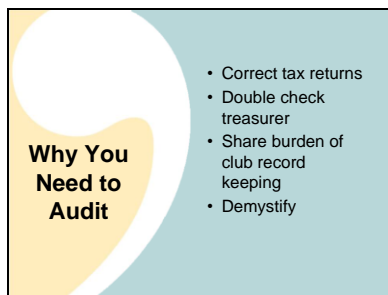 Why You
Need to
Audit
• Correct tax returns
• Double check
treasurer
• Share burden of
club record
keeping
• Demystify